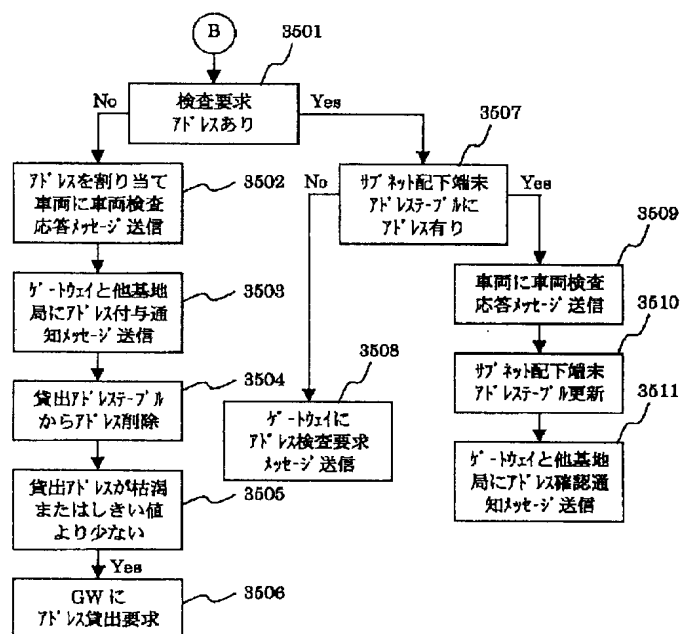 B
3501
検査要求
ｱﾄﾞﾚｽあり
No
Yes
3502
ｱﾄﾞﾚｽを割り当て
車両に車両検査
応答ﾒｯｾｰｼﾞ送信
3503
ｹﾞｰﾄｳｪｲと他基地
局にｱﾄﾞﾚｽ付与通
知ﾒｯｾｰｼﾞ送信
3504
貸出ｱﾄﾞﾚｽﾃｰﾌﾞﾙ
からｱﾄﾞﾚｽ削除
3505
貸出ｱﾄﾞﾚｽが枯渇
またはしきい値
より少ない
Yes
3506
GWに
ｱﾄﾞﾚｽ貸出要求
3507
ｻﾌﾞﾈｯﾄ配下端末
ｱﾄﾞﾚｽﾃｰﾌﾞﾙに
ｱﾄﾞﾚｽ有り
No
Yes
3508
ｹﾞｰﾄｳｪｲに
ｱﾄﾞﾚｽ検査要求
ﾒｯｾｰｼﾞ送信
3509
車両に車両検査
応答ﾒｯｾｰｼﾞ送信
3510
ｻﾌﾞﾈｯﾄ配下端末
ｱﾄﾞﾚｽﾃｰﾌﾞﾙ更新
3511
ｹﾞｰﾄｳｪｲと他基地
局にｱﾄﾞﾚｽ確認通
知ﾒｯｾｰｼﾞ送信